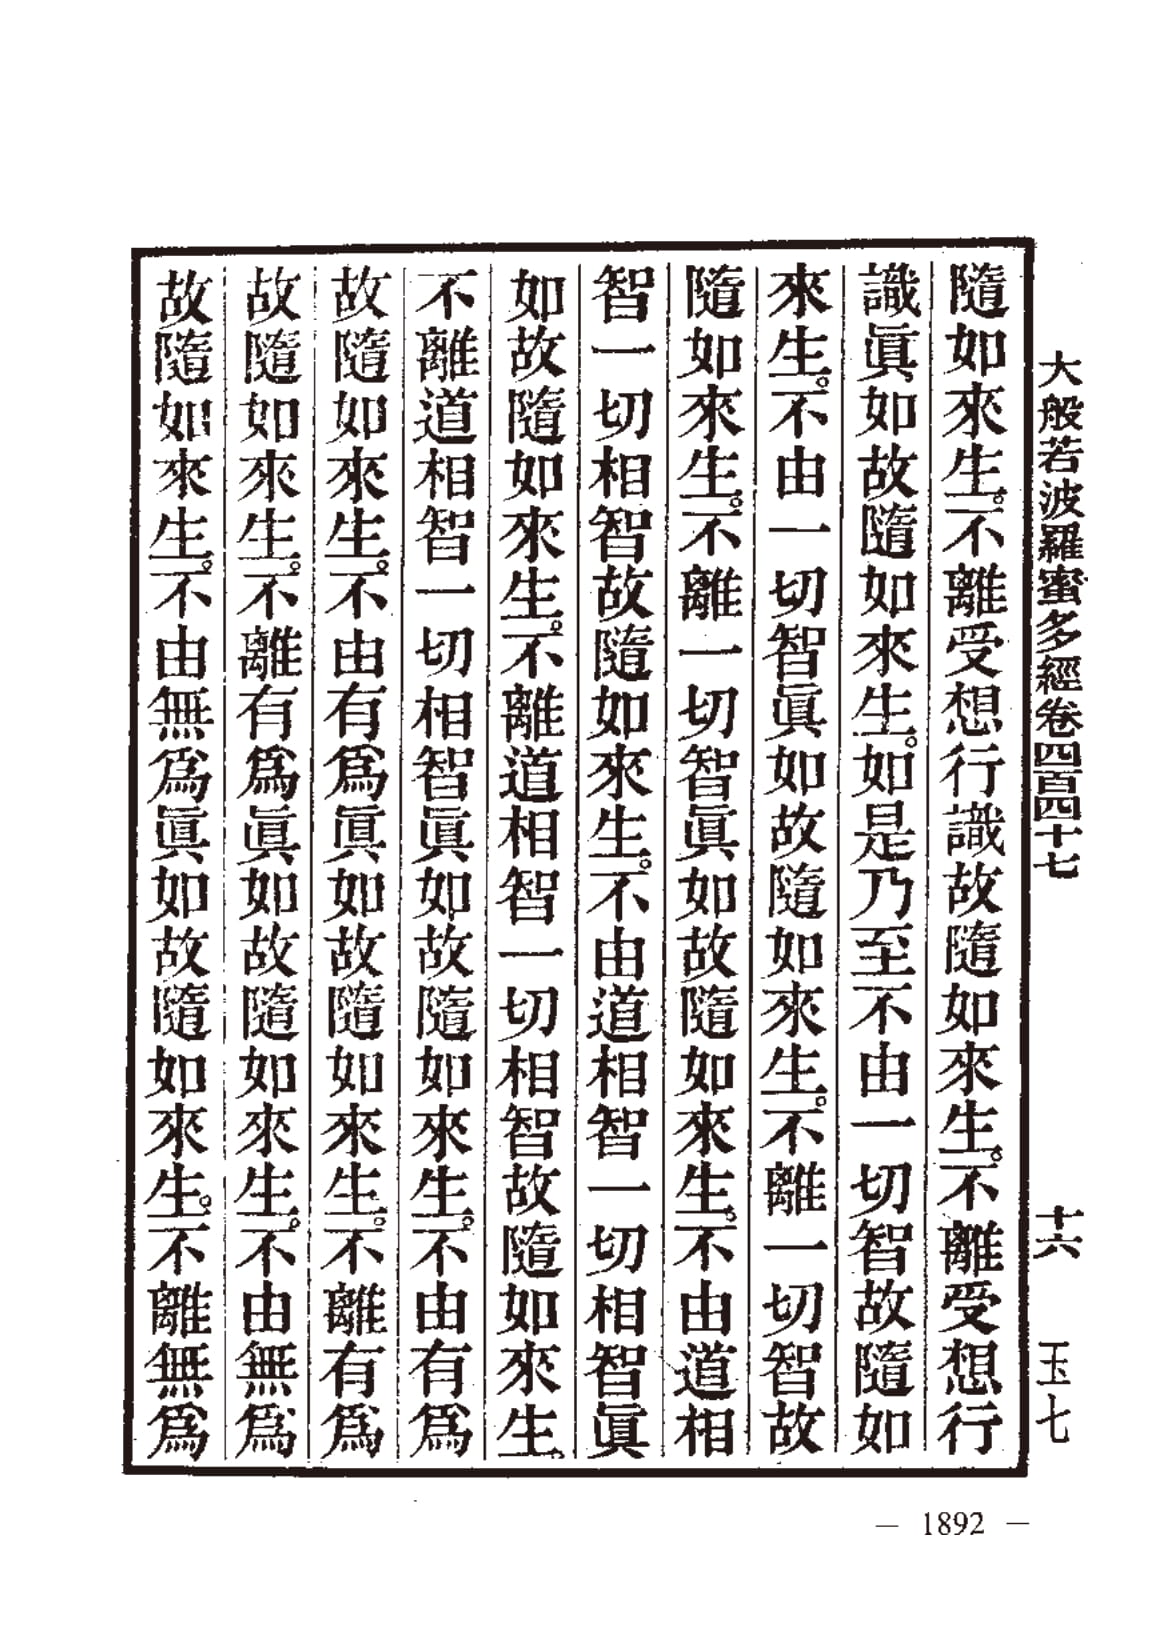 大般若波羅蜜多經卷四百四十七 十六 玉七
隨如來生。不離受想行識故隨如來生。不離受想行
識眞如故隨如來生。如是乃至不由一切智故隨如
來生。不由一切智眞如故隨如來生。不離一切智故
隨如來生。不離一切智眞如故隨如來生。不由道相
智一切相智故隨如來生。不由道相智一切相智眞
如故隨如來生。不離道相智一切相智故隨如來生。
不離道相智一切相智眞如故隨如來生。不由有爲
故隨如來生。不由有爲眞如故隨如來生。不離有爲
故隨如來生。不離有爲眞如故隨如來生。不由無爲
故隨如來生。不由無爲眞如故隨如來生。不離無爲
— 1892 —